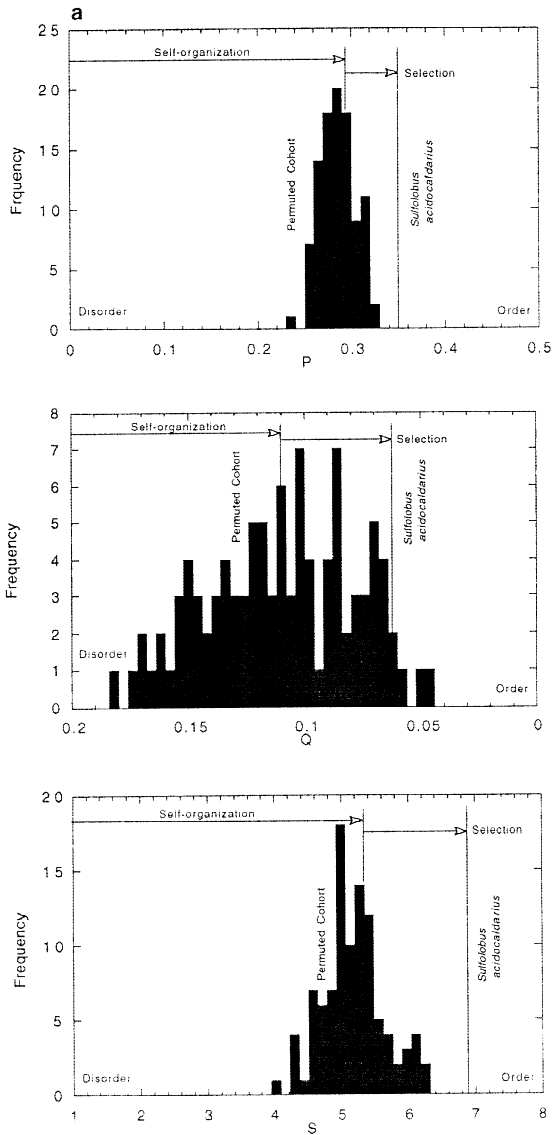 a
25
Self-organization
Selection
20
15
10
5
0
Frquency
Permuted Cohort
Sulfolobus
acidocaldarius
Disorder
Order
0 0.1 0.2 0.3 0.4 0.5
P
8
Self-organization
Selection
7
6
5
4
3
2
1
0
Frequency
Permuted Cohort
Sulfolobus
acidocaldarius
Disorder
Order
0.2 0.15 0.1 0.05 0
Q
20
Self-organization
Selection
15
10
5
0
Frequency
Permuted Cohort
Sulfolobus
acidocaldarius
Disorder
Order
1 2 3 4 5 6 7 8
S